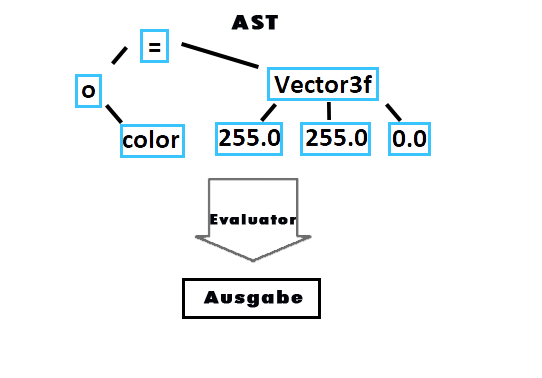 AST
=
o
Vector3f
color
255.0
255.0
0.0
Evaluator
Ausgabe